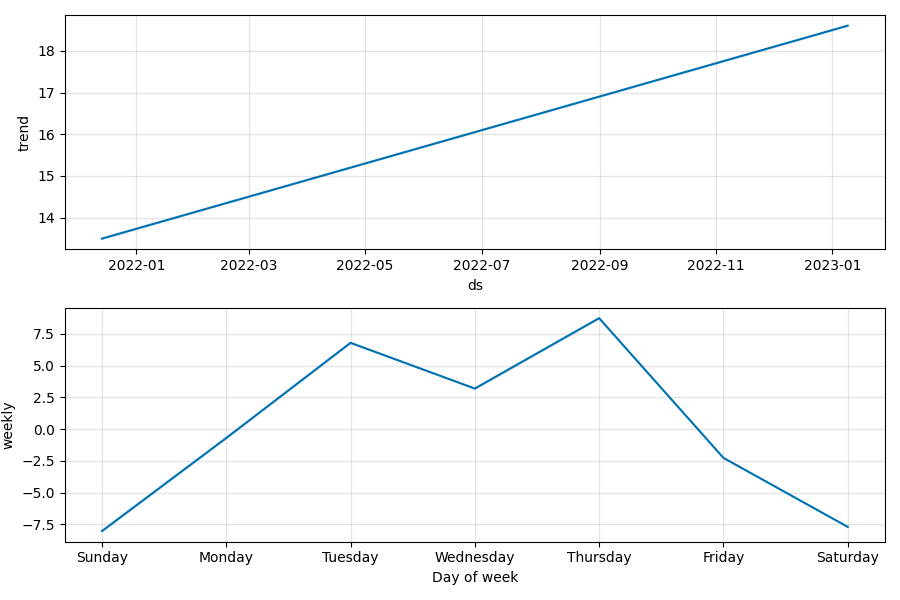 18
17
16
15
14
trend
2022-01 2022-03 2022-05 2022-07 2022-09 2022-11 2023-01
ds
7.5
5.0
2.5
0.0
−2.5
−5.0
−7.5
weekly
Sunday Monday Tuesday Wednesday Thursday Friday Saturday
Day of week